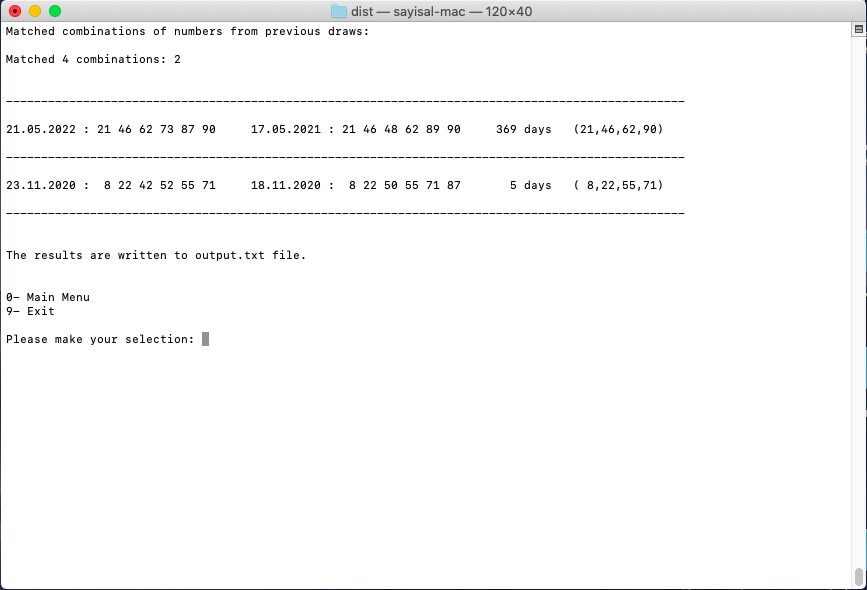 dist — sayisal-mac — 120×40
Matched combinations of numbers from previous draws:
Matched 4 combinations: 2
-------------------------------------------------------------------------------------------------
21.05.2022 : 21 46 62 73 87 90     17.05.2021 : 21 46 48 62 89 90     369 days   (21,46,62,90)
-------------------------------------------------------------------------------------------------
23.11.2020 :  8 22 42 52 55 71     18.11.2020 :  8 22 50 55 71 87       5 days   ( 8,22,55,71)
-------------------------------------------------------------------------------------------------
The results are written to output.txt file.
0- Main Menu
9- Exit
Please make your selection: